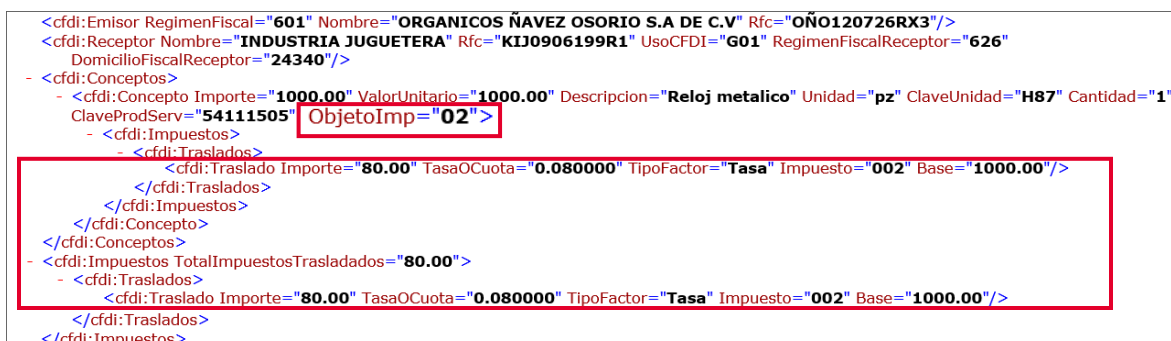 <cfdi:Emisor RegimenFiscal="601" Nombre="ORGANICOS ÑAVEZ OSORIO S.A DE C.V" Rfc="OÑO120726RX3"/>
<cfdi:Receptor Nombre="INDUSTRIA JUGUETERA" Rfc="KIJ0906199R1" UsoCFDI="G01" RegimenFiscalReceptor="626"
DomicilioFiscalReceptor="24340"/>
- <cfdi:Conceptos>
- <cfdi:Concepto Importe="1000.00" ValorUnitario="1000.00" Descripcion="Reloj metalico" Unidad="pz" ClaveUnidad="H87" Cantidad="1"
ClaveProdServ="54111505" ObjetoImp="02">
- <cfdi:Impuestos>
- <cfdi:Traslados>
<cfdi:Traslado Importe="80.00" TasaOCuota="0.080000" TipoFactor="Tasa" Impuesto="002" Base="1000.00"/>
</cfdi:Traslados>
</cfdi:Impuestos>
</cfdi:Concepto>
</cfdi:Conceptos>
- <cfdi:Impuestos TotalImpuestosTrasladados="80.00">
- <cfdi:Traslados>
<cfdi:Traslado Importe="80.00" TasaOCuota="0.080000" TipoFactor="Tasa" Impuesto="002" Base="1000.00"/>
</cfdi:Traslados>
</cfdi:Impuestos>